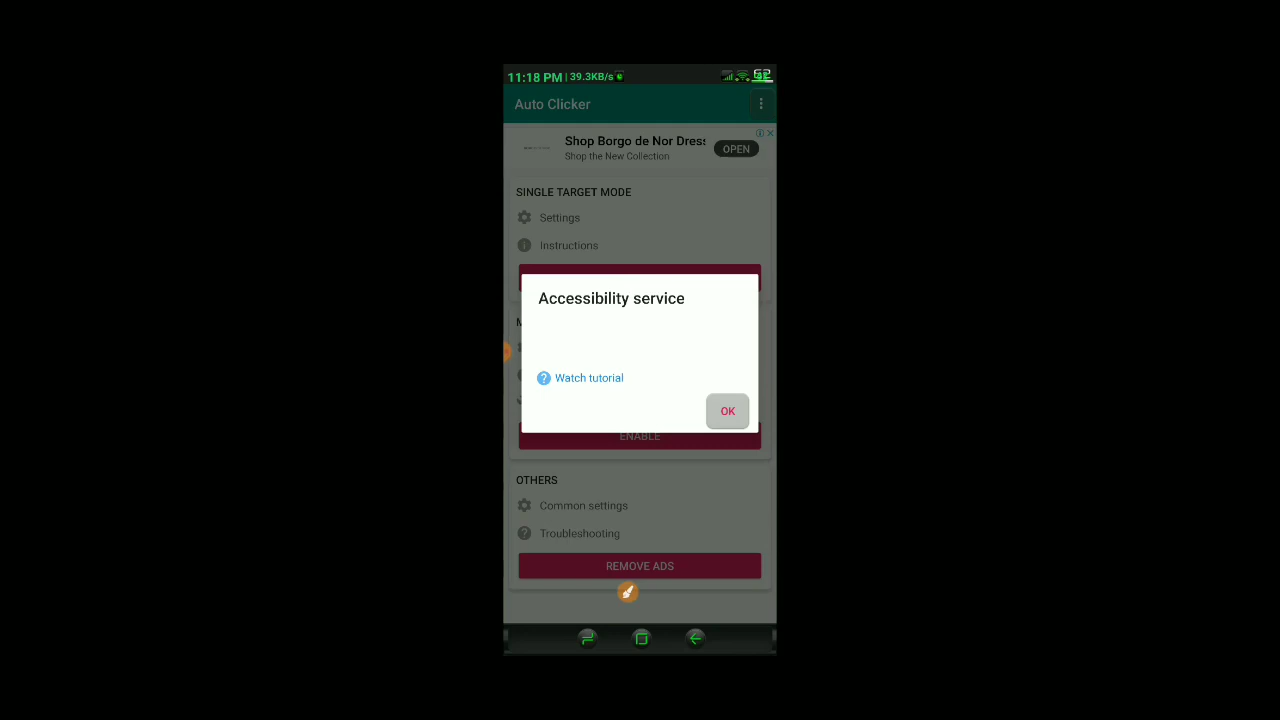 11:18 PM | 39.3KB/s
Auto Clicker
Shop Borgo de Nor Dress
Shop the New Collection
OPEN
SINGLE TARGET MODE
Settings
Instructions
Accessibility service
Watch tutorial
OK
ENABLE
OTHERS
Common settings
Troubleshooting
REMOVE ADS